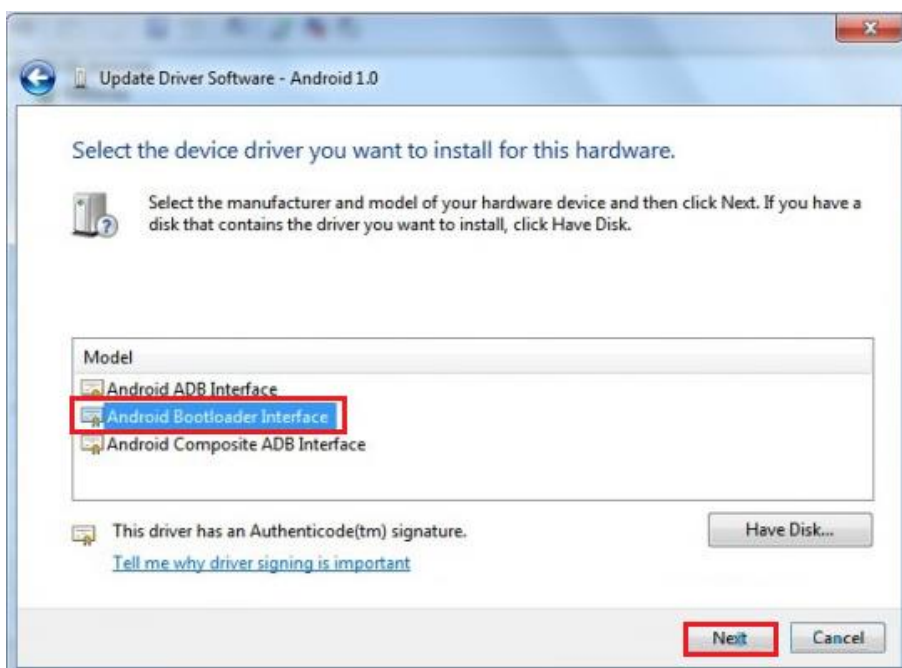 Update Driver Software - Android 1.0
Select the device driver you want to install for this hardware.
Select the manufacturer and model of your hardware device and then click Next. If you have a
disk that contains the driver you want to install, click Have Disk.
Model
Android ADB Interface
Android Bootloader Interface
Android Composite ADB Interface
This driver has an Authenticode(tm) signature.
Have Disk...
Tell me why driver signing is important
Next
Cancel